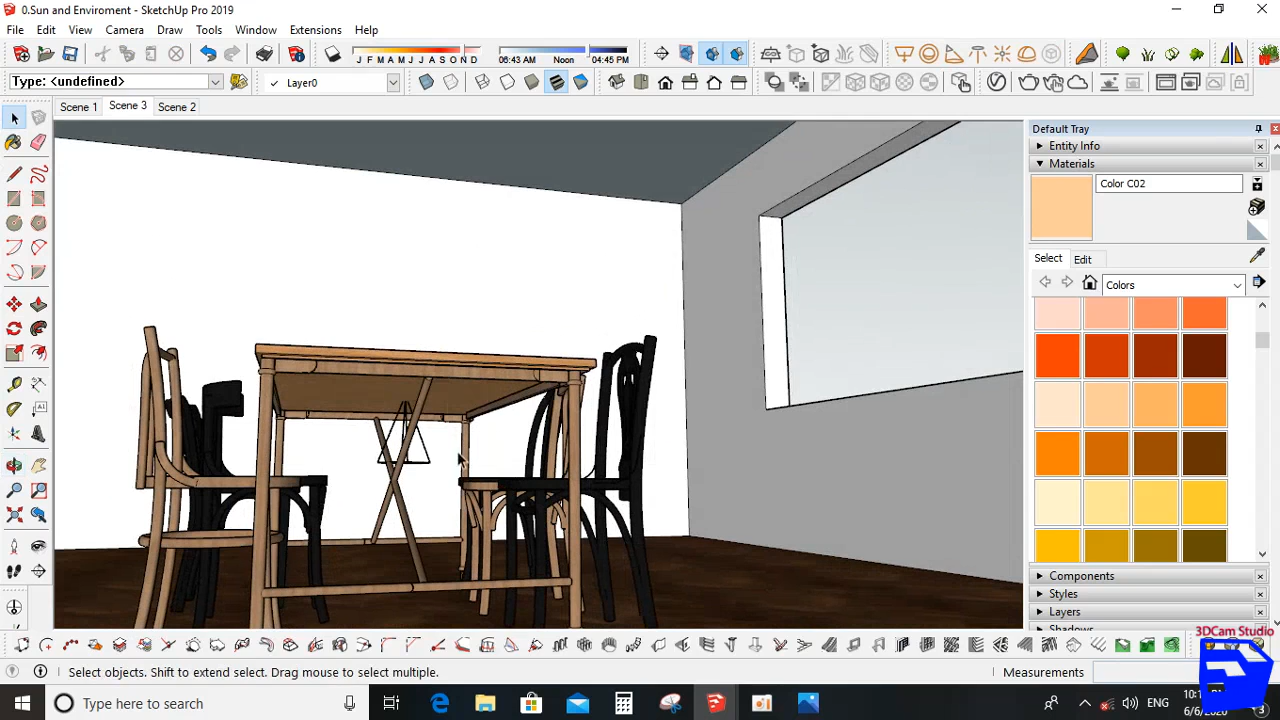 0.Sun and Enviroment - SketchUp Pro 2019
File Edit View Camera Draw Tools Window Extensions Help
J F M A M J J A S O N D 08:43 AM Noon 04:45 PM
Type: <undefined> Layer0
Scene 1 Scene 3 Scene 2
Default Tray
Entity Info
Materials
Color C02
Select Edit
Colors
Components
Styles
Layers
Shadows
3DCam Studio
Select objects. Shift to extend select. Drag mouse to select multiple. Measurements
Type here to search
ENG